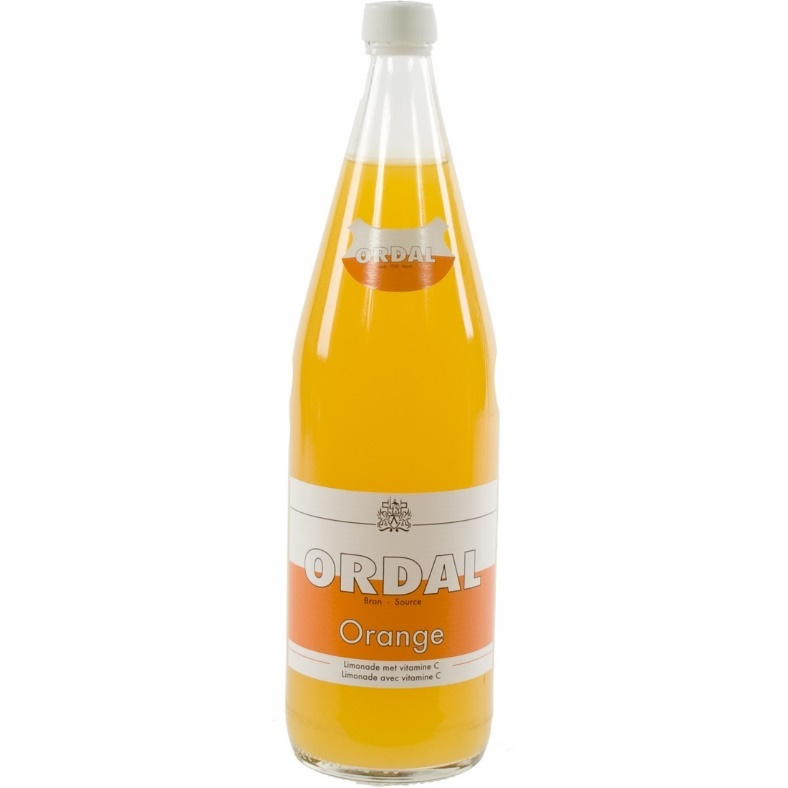 ORDAL
ORDAL
Bron - Source
Orange
Limonade met vitamine C
Limonade avec vitamine C